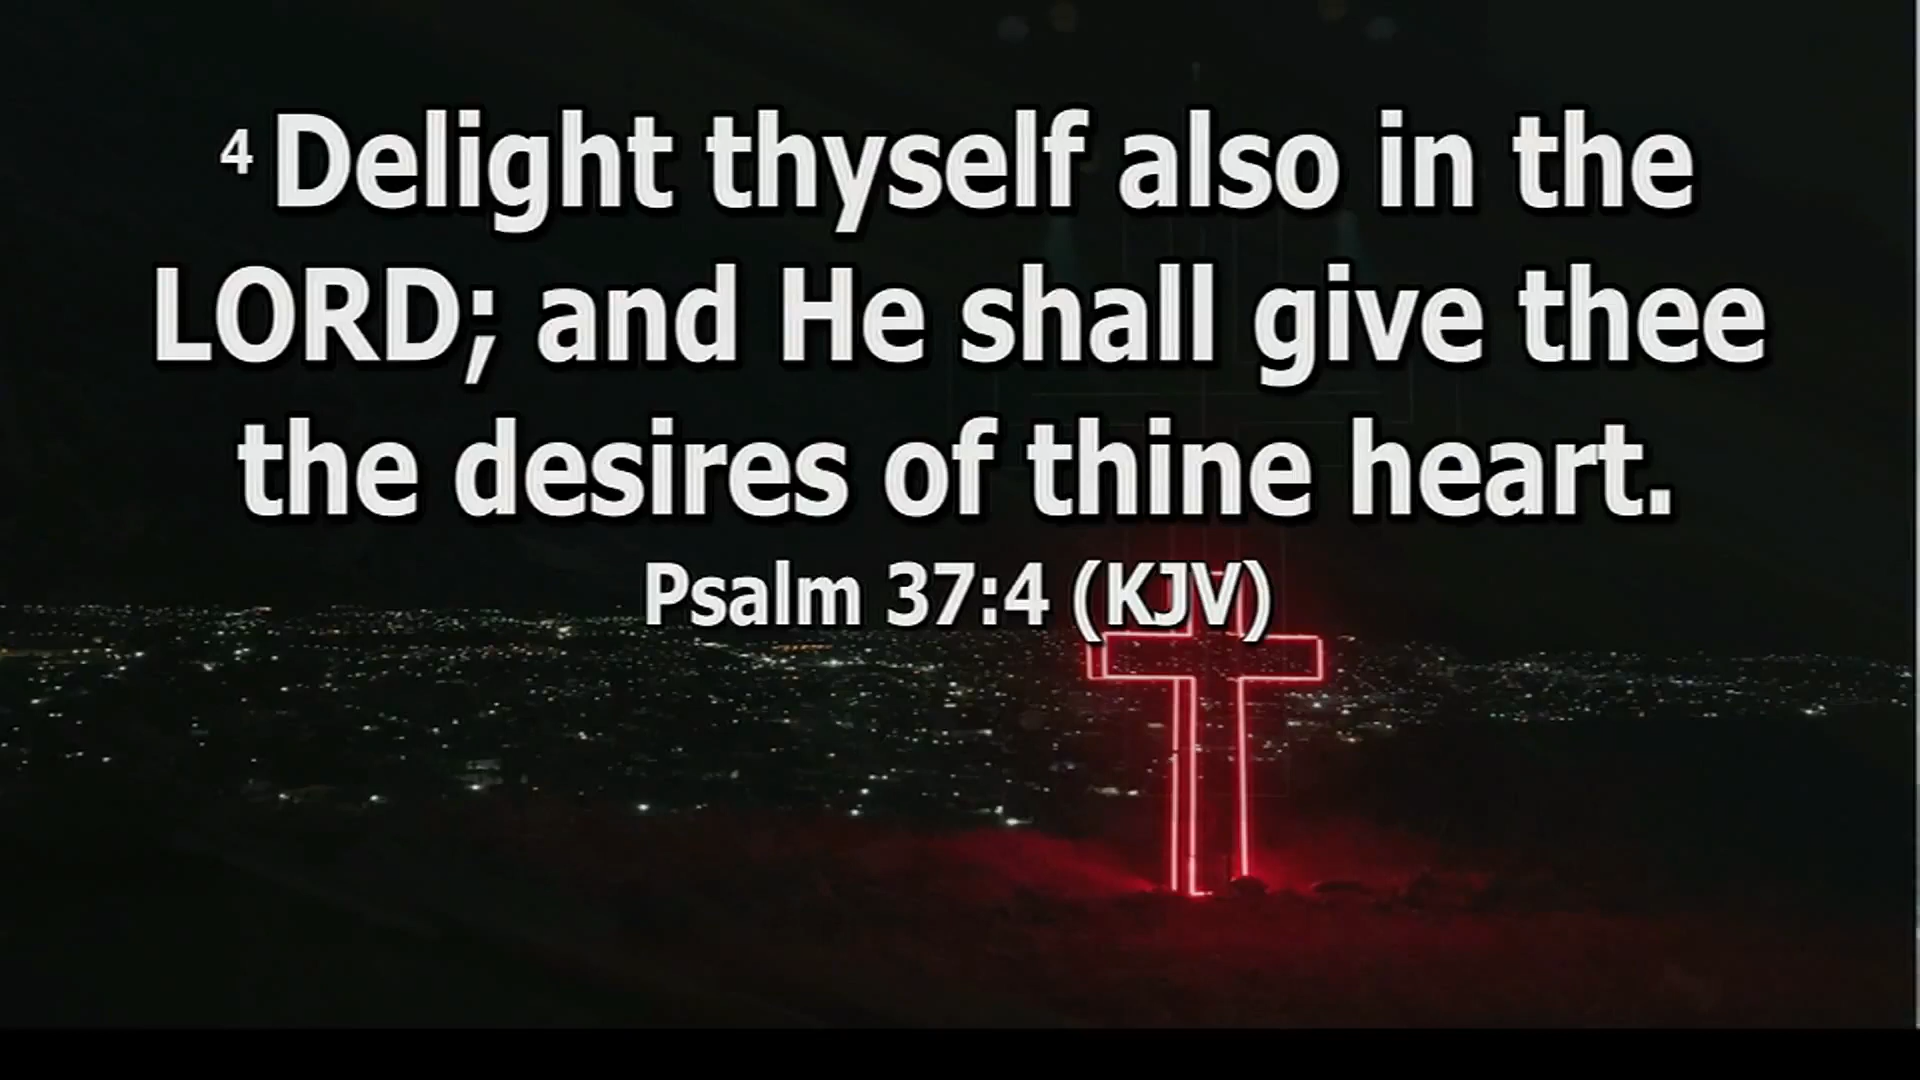 4 Delight thyself also in the
LORD; and He shall give thee
the desires of thine heart.
Psalm 37:4 (KJV)